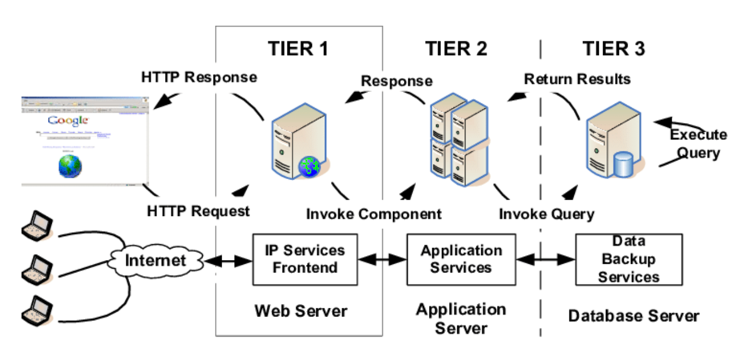 TIER 1
TIER 2
TIER 3
HTTP Response
Response
Return Results
Google
Execute
Query
HTTP Request
Invoke Component
Invoke Query
Internet
IP Services
Frontend
Application
Services
Data
Backup
Services
Web Server
Application
Server
Database Server